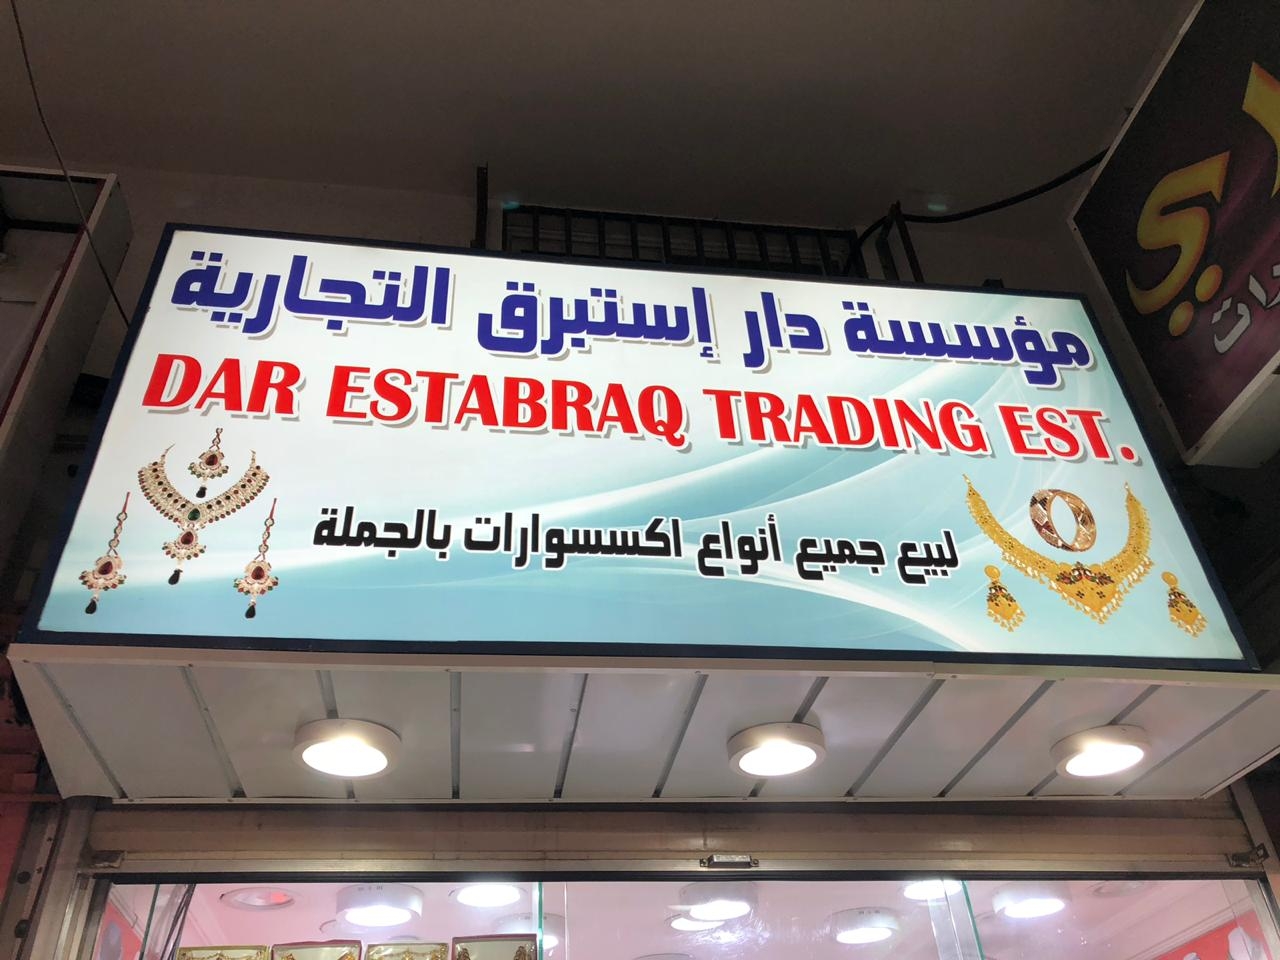 مؤسسة دار إستبرق التجارية
DAR ESTABRAQ TRADING EST.
لبيع جميع أنواع اكسسوارات بالجملة